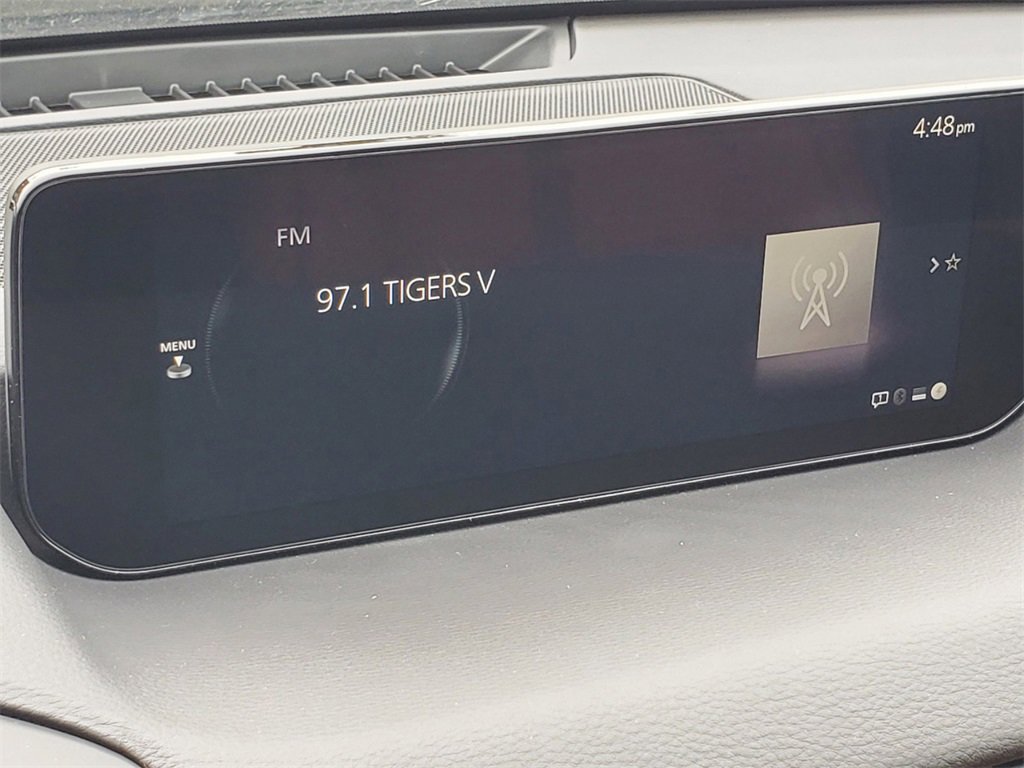 4:48pm
FM
97.1 TIGERS V
MENU